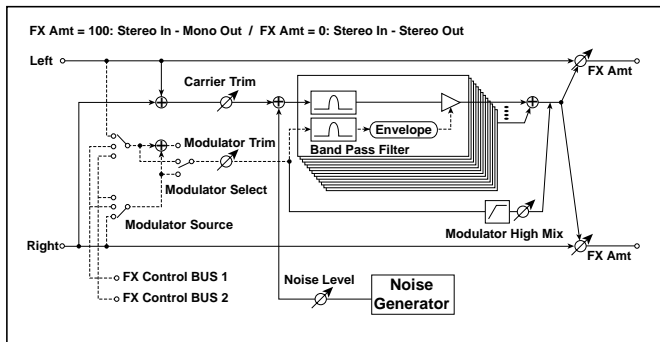 FX Amt = 100: Stereo In - Mono Out / FX Amt = 0: Stereo In - Stereo Out
Left
FX Amt
Carrier Trim
Envelope
Band Pass Filter
Modulator Trim
Modulator Select
Modulator Source
Modulator High Mix
Right
FX Amt
FX Control BUS 1
FX Control BUS 2
Noise Level
Noise
Generator